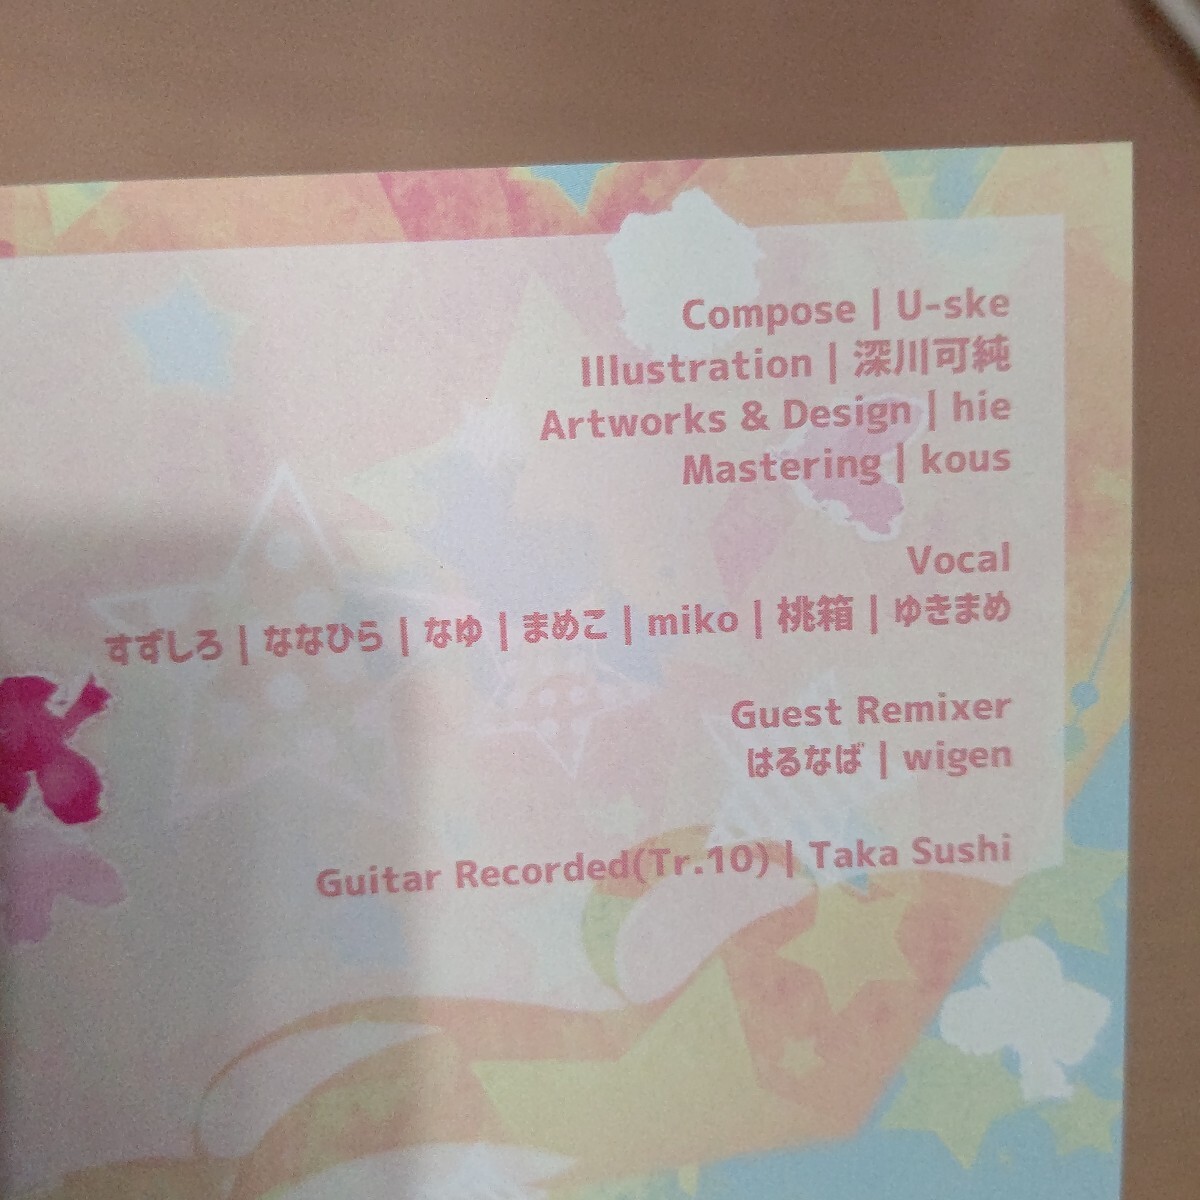 Compose | U-ske
Illustration | 深川可純
Artworks & Design | hie
Mastering | kous
Vocal
すずしろ | ななひら | なゆ | まめこ | miko | 桃箱 | ゆきまめ
Guest Remixer
はるなば | wigen
Guitar Recorded(Tr.10) | Taka Sushi